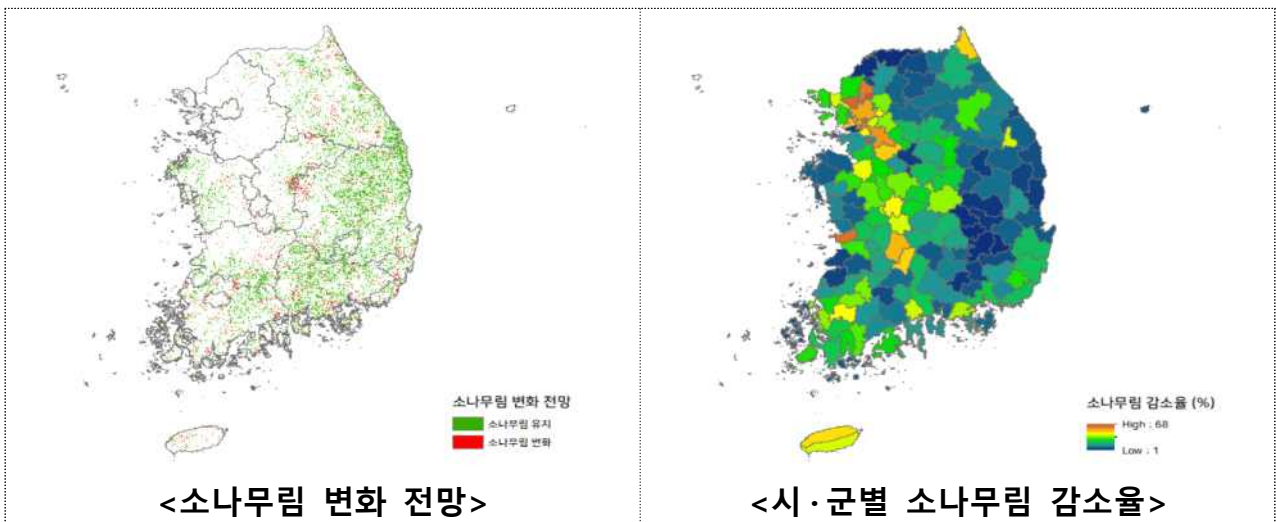 소나무림 변화 전망
소나무림 유지
소나무림 변화
<소나무림 변화 전망>
소나무림 감소율 (%)
High : 68
Low : 1
<시·군별 소나무림 감소율>